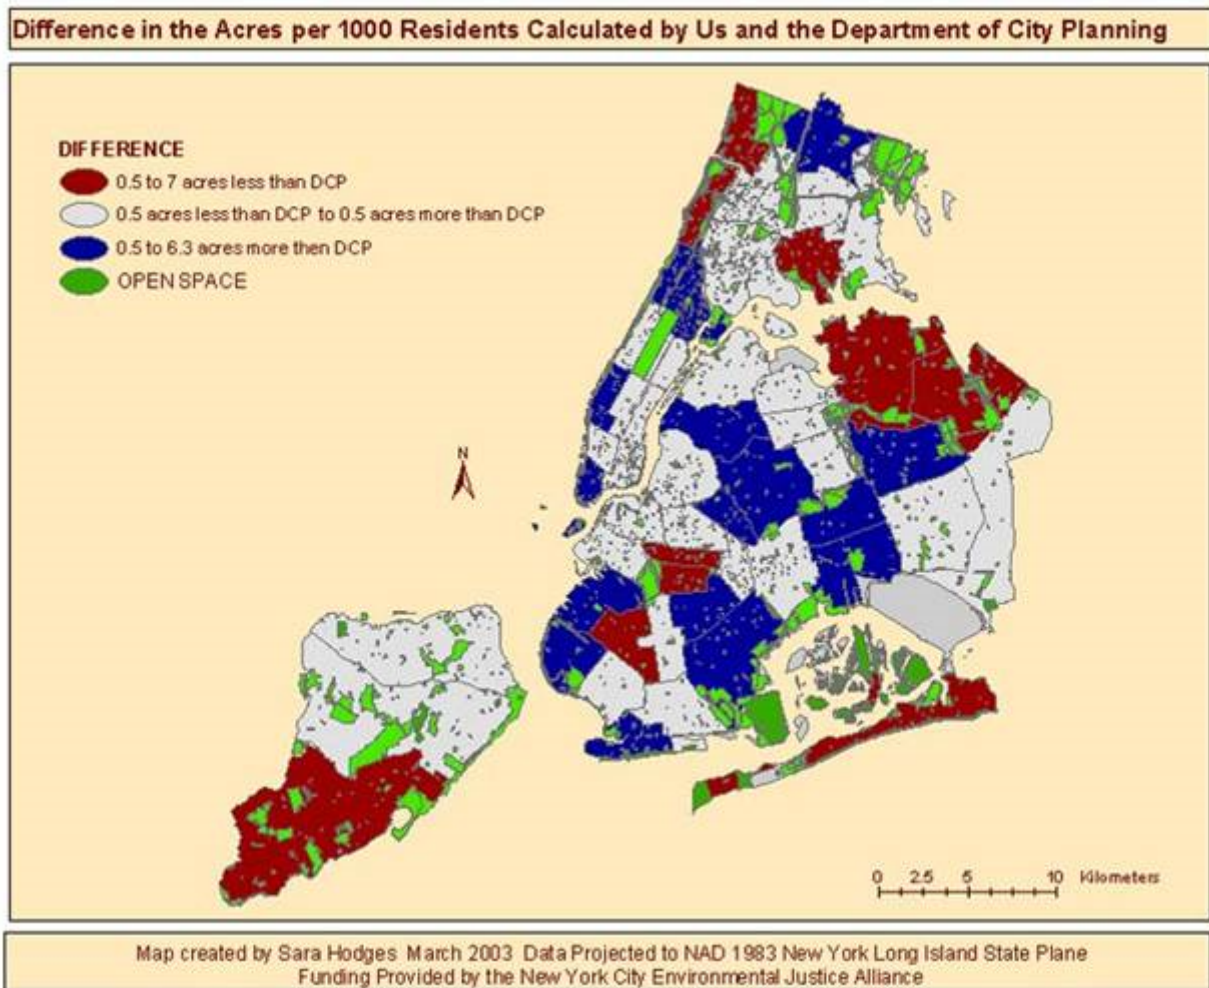 Difference in the Acres per 1000 Residents Calculated by Us and the Department of City Planning
DIFFERENCE
0.5 to 7 acres less than DCP
0.5 acres less than DCP to 0.5 acres more than DCP
0.5 to 6.3 acres more then DCP
OPEN SPACE
N
0 2.5 5 10 Kilometers
Map created by Sara Hodges March 2003 Data Projected to NAD 1983 New York Long Island State Plane
Funding Provided by the New York City Environmental Justice Alliance